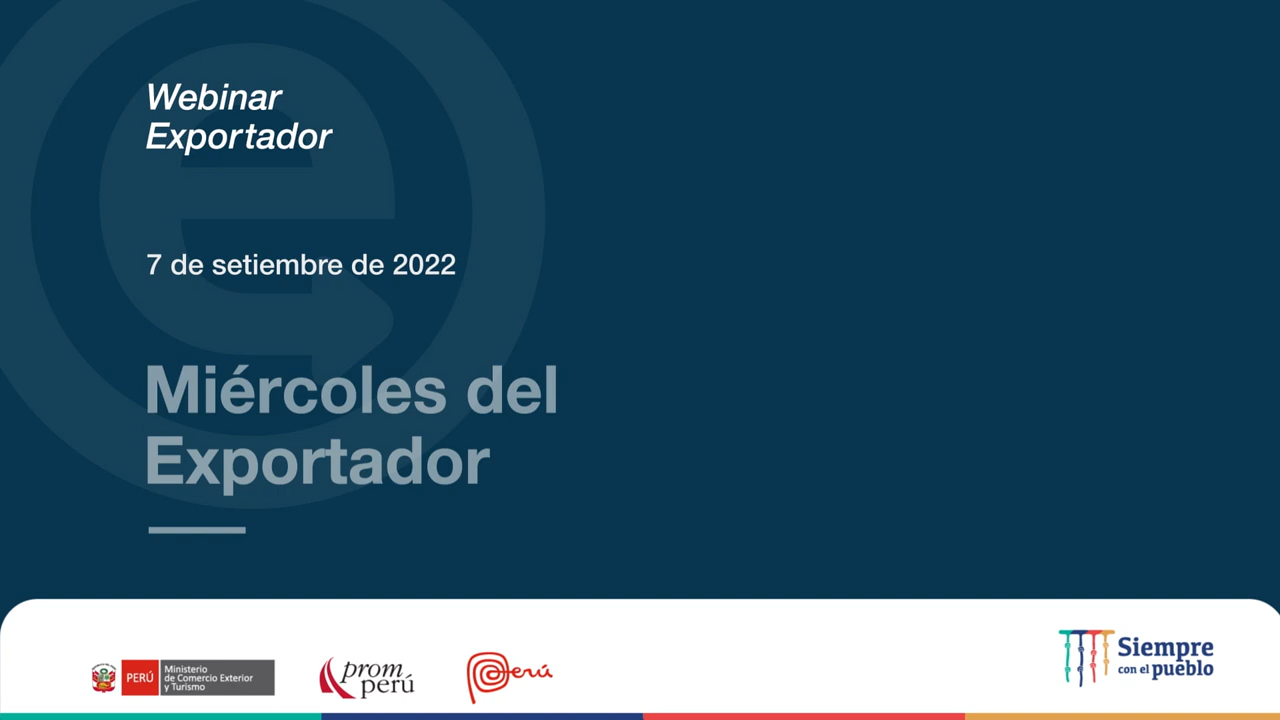 Webinar
Exportador
7 de setiembre de 2022
Miércoles del
Exportador
PERÚ
Ministerio
de Comercio Exterior
y Turismo
prom
perú
Perú
Siempre
con el pueblo